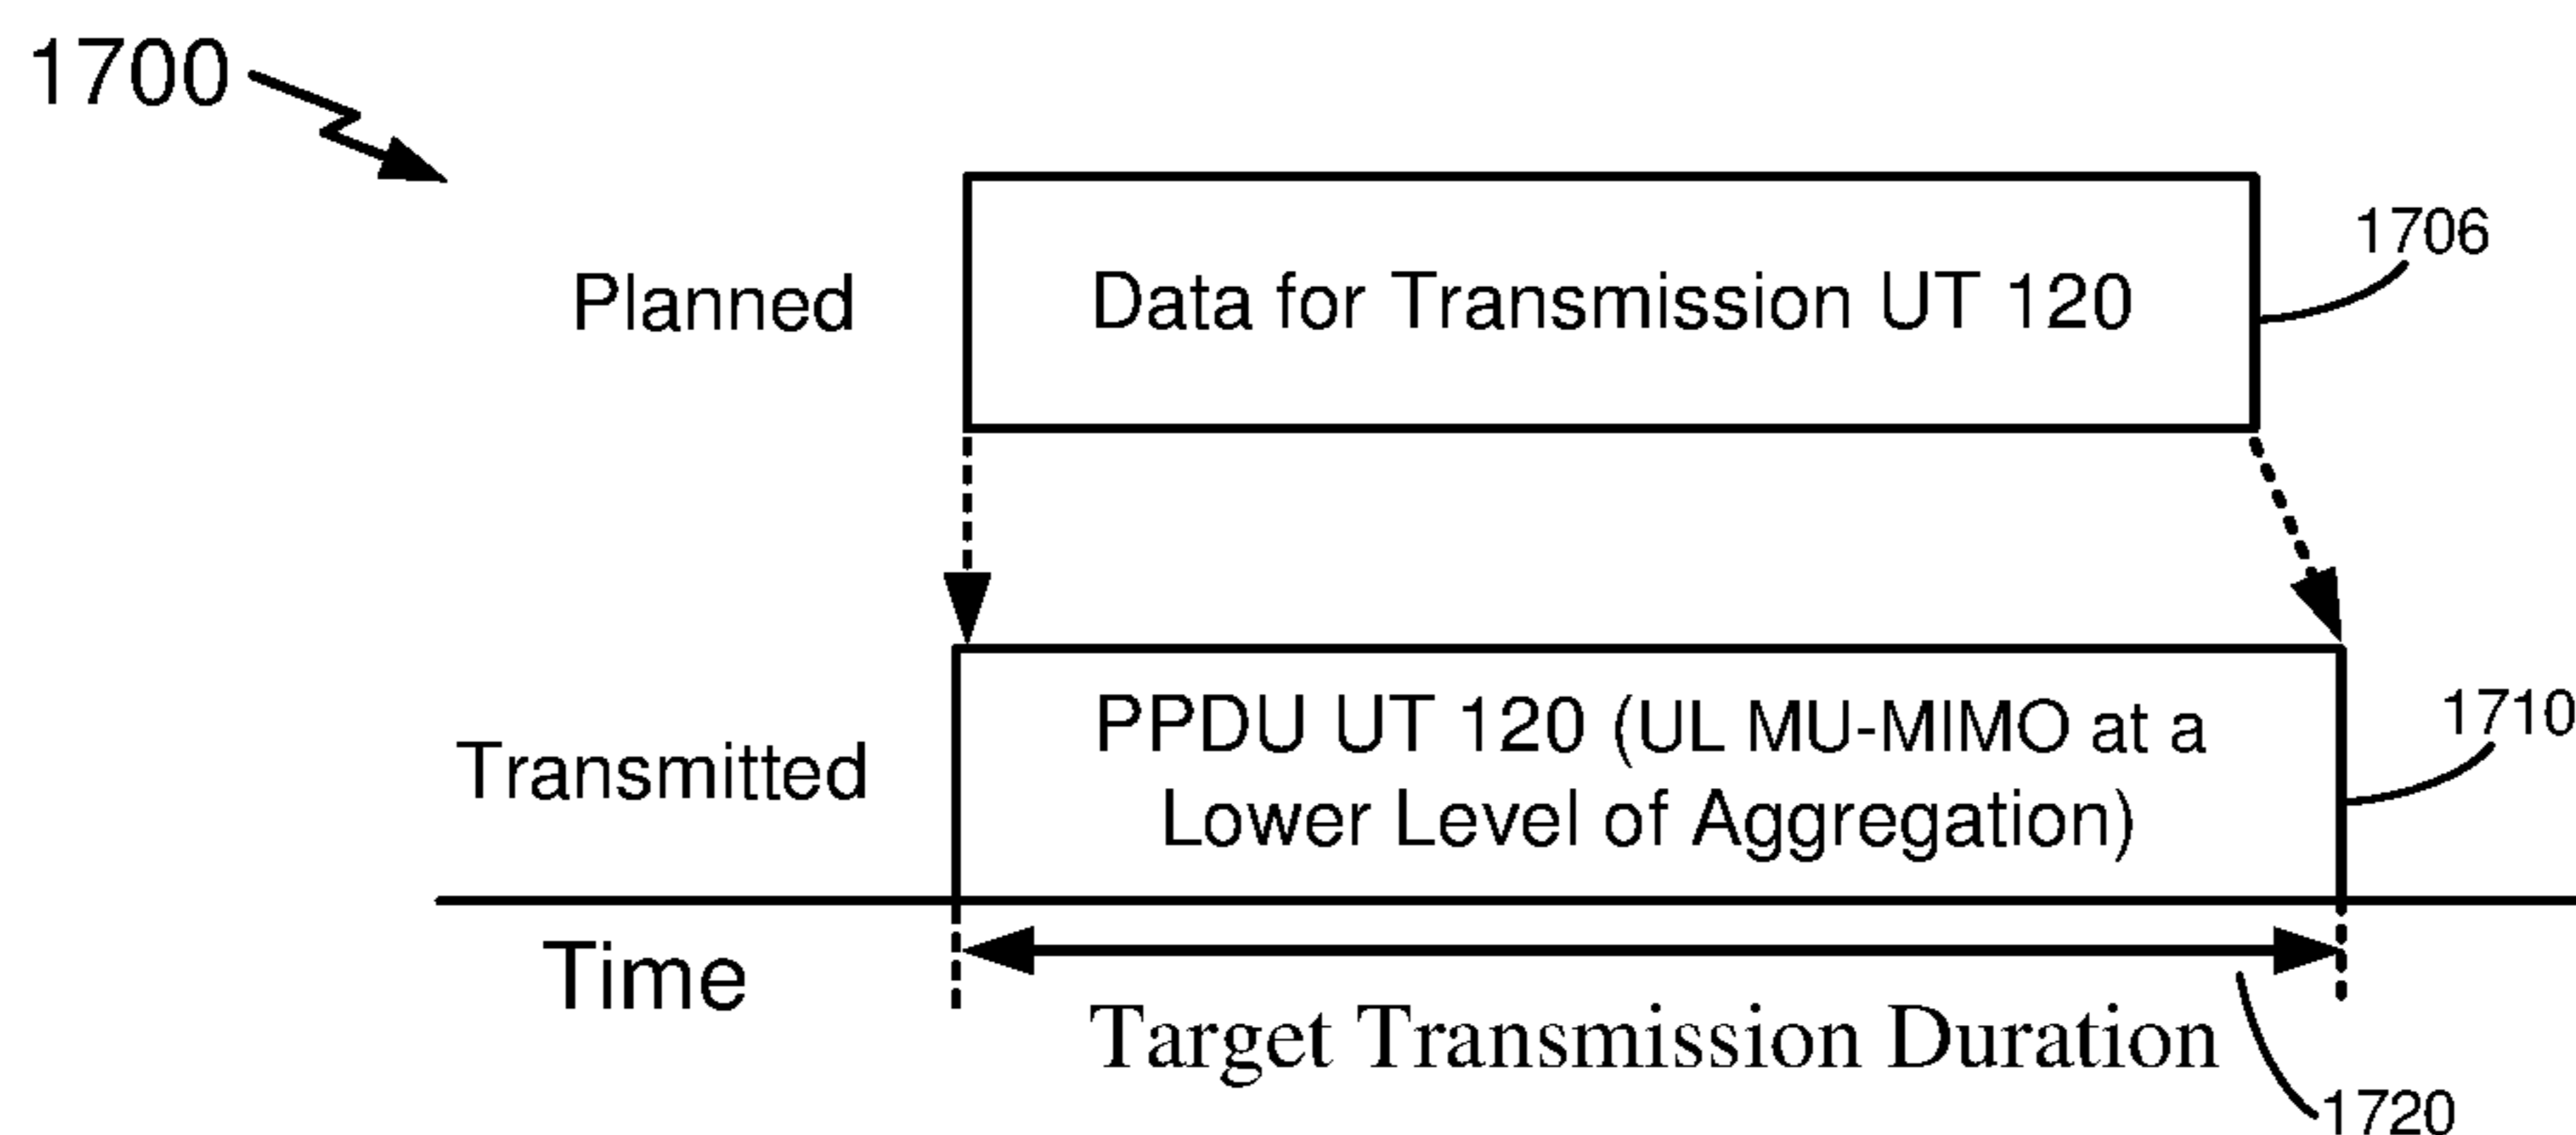 1700
1706
Planned
Data for Transmission UT 120
1710
Transmitted
PPDU UT 120 (UL MU-MIMO at a
Lower Level of Aggregation)
Time
Target Transmission Duration
1720